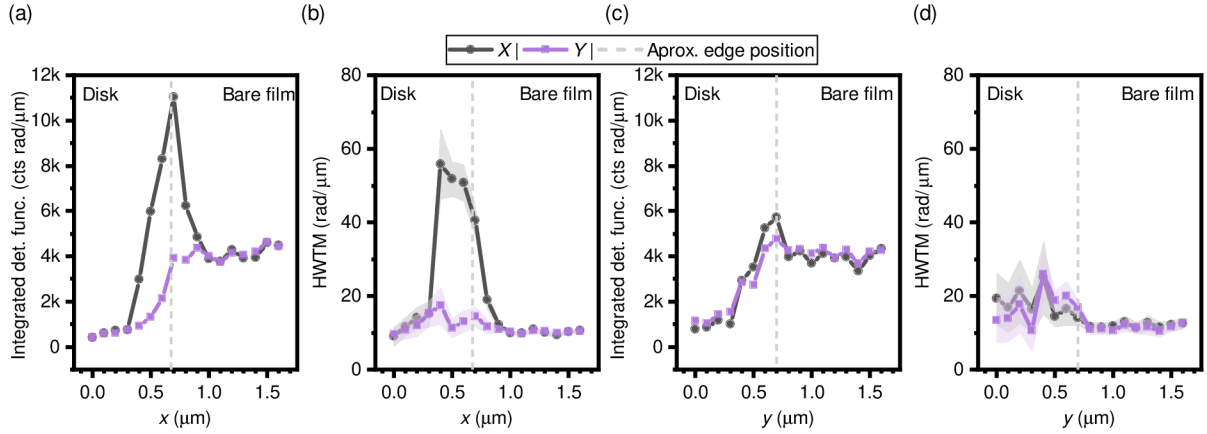 (a) (b) (c) (d)
X | Y | Aprox. edge position
12k
10k
8k
6k
4k
2k
0
Integrated det. func. (cts rad/μm)
Disk Bare film
0.0 0.5 1.0 1.5
x (μm)
80
60
40
20
0
HWTM (rad/μm)
Disk Bare film
0.0 0.5 1.0 1.5
x (μm)
12k
10k
8k
6k
4k
2k
0
Integrated det. func. (cts rad/μm)
Disk Bare film
0.0 0.5 1.0 1.5
y (μm)
80
60
40
20
0
HWTM (rad/μm)
Disk Bare film
0.0 0.5 1.0 1.5
y (μm)